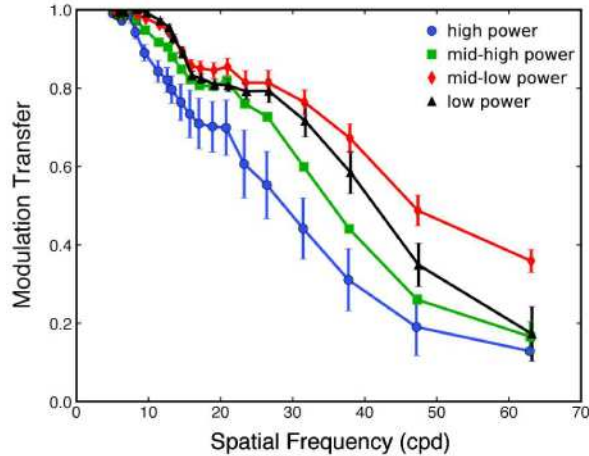 1.0
0.8
0.6
0.4
0.2
0.0
Modulation Transfer
high power
mid-high power
mid-low power
low power
0 10 20 30 40 50 60 70
Spatial Frequency (cpd)